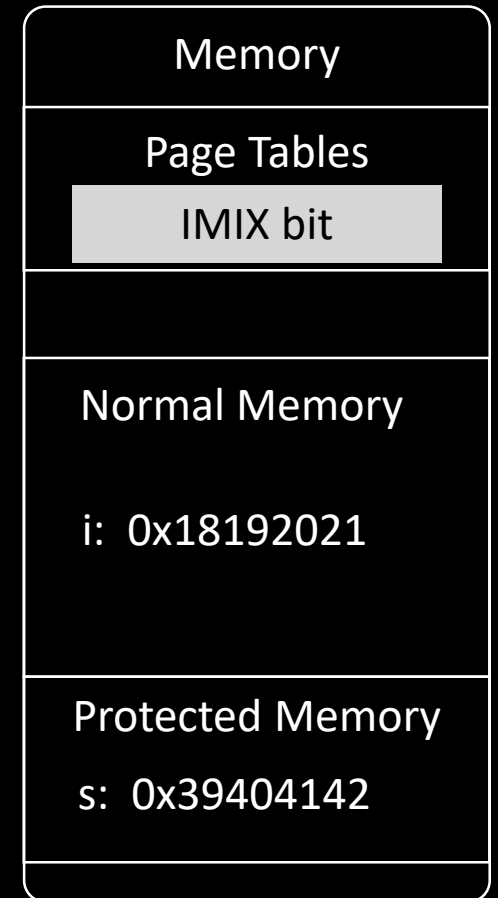 Memory
Page Tables
IMIX bit
Normal Memory
i: 0x18192021
Protected Memory
s: 0x39404142